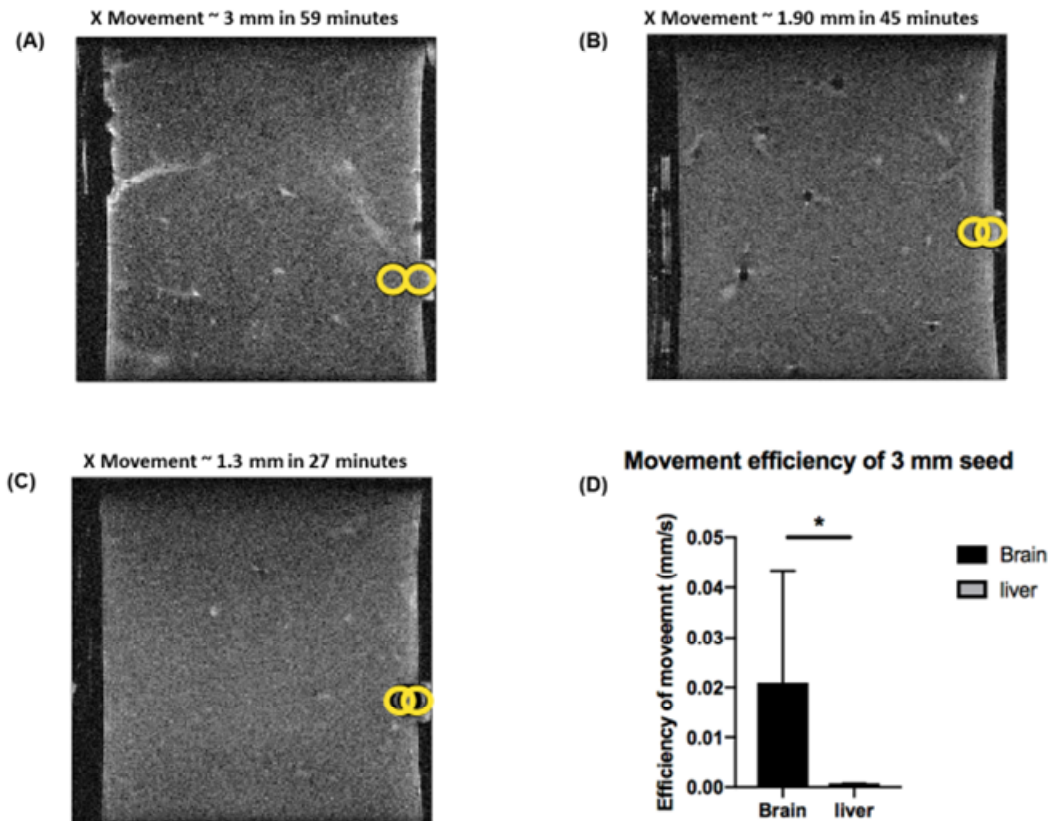 X Movement ~ 3 mm in 59 minutes
(A)
X Movement ~ 1.90 mm in 45 minutes
(B)
X Movement ~ 1.3 mm in 27 minutes
(C)
Movement efficiency of 3 mm seed
(D)
Efficiency of moveemnt (mm/s)
0.05
0.04
0.03
0.02
0.01
0.00
*
Brain
liver
Brain
liver